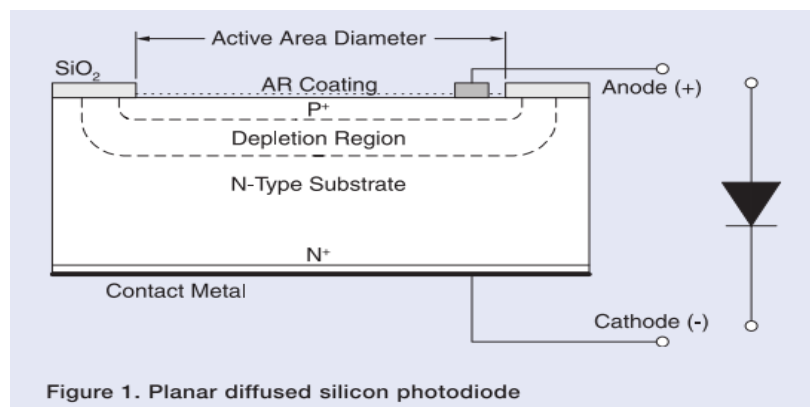 Active Area Diameter
SiO₂
AR Coating
Anode (+)
P⁺
Depletion Region
N-Type Substrate
N⁺
Contact Metal
Cathode (-)
Figure 1. Planar diffused silicon photodiode